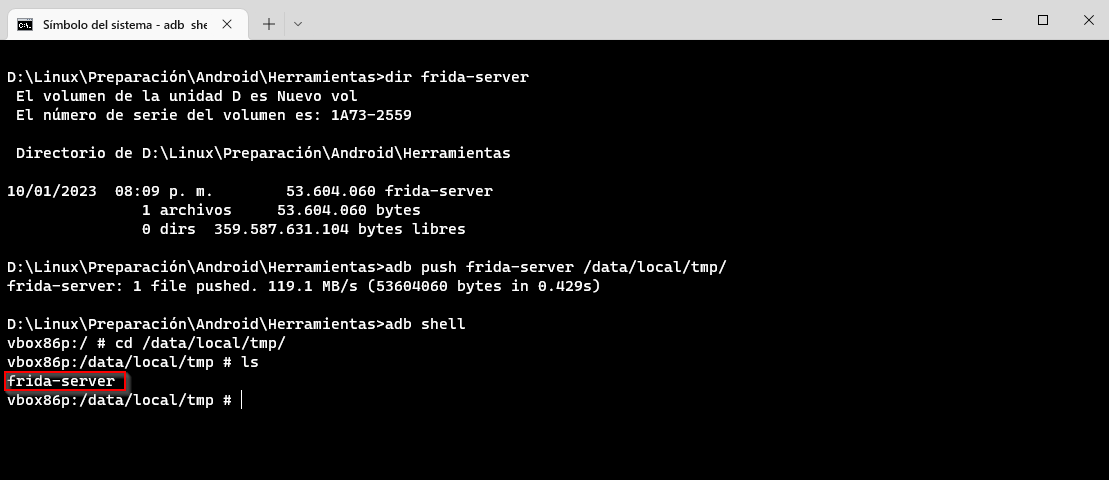 Símbolo del sistema - adb she
D:\Linux\Preparación\Android\Herramientas>dir frida-server
El volumen de la unidad D es Nuevo vol
El número de serie del volumen es: 1A73-2559
Directorio de D:\Linux\Preparación\Android\Herramientas
10/01/2023  08:09 p. m.        53.604.060 frida-server
1 archivos     53.604.060 bytes
0 dirs  359.587.631.104 bytes libres
D:\Linux\Preparación\Android\Herramientas>adb push frida-server /data/local/tmp/
frida-server: 1 file pushed. 119.1 MB/s (53604060 bytes in 0.429s)
D:\Linux\Preparación\Android\Herramientas>adb shell
vbox86p:/ # cd /data/local/tmp/
vbox86p:/data/local/tmp # ls
frida-server
vbox86p:/data/local/tmp #